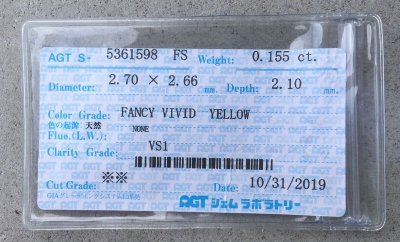 AGT S- 5361598 FS Weight: 0.155 ct.
Diameter: 2.70 × 2.66 mm. Depth: 2.10 mm.
Color Grade: FANCY VIVID YELLOW
色の起源 天然
Fluo.(L.W.): NONE
Clarity Grade: VS1
Cut Grade: ※※ Date: 10/31/2019
AGT ジェム ラボラトリー